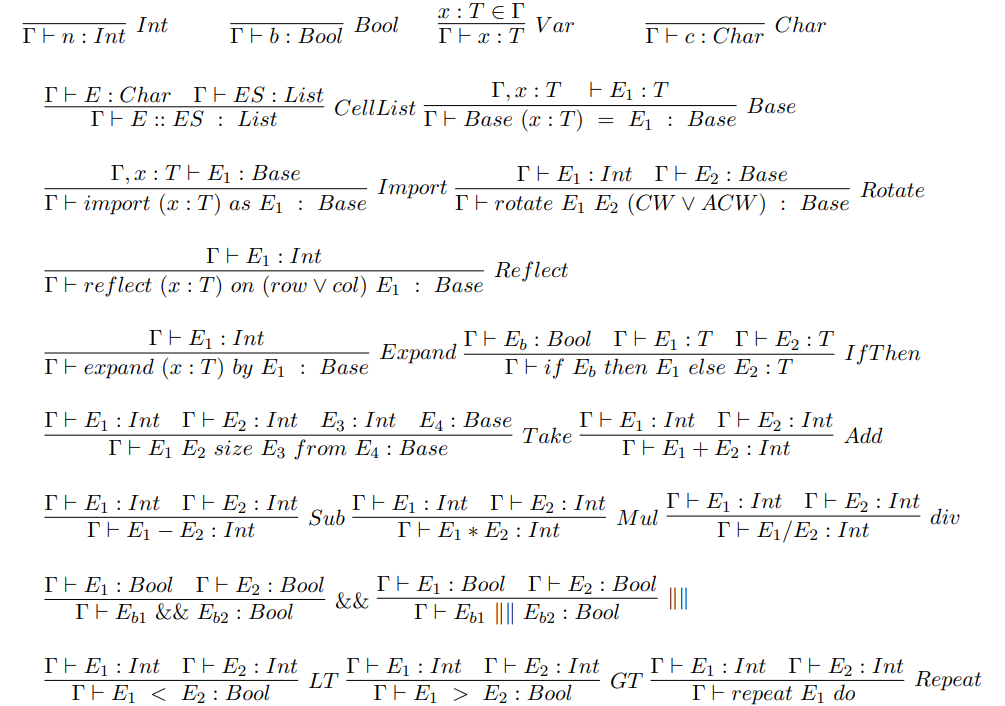 Γ ⊢ n : Int Int Γ ⊢ b : Bool Bool x : T ∈ Γ Γ ⊢ x : T Var Γ ⊢ c : Char Char
Γ ⊢ E : Char Γ ⊢ ES : List Γ ⊢ E :: ES : List CellList Γ, x : T ⊢ E₁ : T Γ ⊢ Base (x : T) = E₁ : Base Base
Γ, x : T ⊢ E₁ : Base Γ ⊢ import (x : T) as E₁ : Base Import Γ ⊢ E₁ : Int Γ ⊢ E₂ : Base Γ ⊢ rotate E₁ E₂ (CW ∨ ACW) : Base Rotate
Γ ⊢ E₁ : Int Γ ⊢ reflect (x : T) on (row ∨ col) E₁ : Base Reflect
Γ ⊢ E₁ : Int Γ ⊢ expand (x : T) by E₁ : Base Expand Γ ⊢ E_b : Bool Γ ⊢ E₁ : T Γ ⊢ E₂ : T Γ ⊢ if E_b then E₁ else E₂ : T IfThen
Γ ⊢ E₁ : Int Γ ⊢ E₂ : Int E₃ : Int E₄ : Base Γ ⊢ E₁ E₂ size E₃ from E₄ : Base Take Γ ⊢ E₁ : Int Γ ⊢ E₂ : Int Γ ⊢ E₁ + E₂ : Int Add
Γ ⊢ E₁ : Int Γ ⊢ E₂ : Int Γ ⊢ E₁ − E₂ : Int Sub Γ ⊢ E₁ : Int Γ ⊢ E₂ : Int Γ ⊢ E₁ ∗ E₂ : Int Mul Γ ⊢ E₁ : Int Γ ⊢ E₂ : Int Γ ⊢ E₁/E₂ : Int div
Γ ⊢ E₁ : Bool Γ ⊢ E₂ : Bool Γ ⊢ E_b1 && E_b2 : Bool && Γ ⊢ E₁ : Bool Γ ⊢ E₂ : Bool Γ ⊢ E_b1 ‖‖ E_b2 : Bool ‖‖
Γ ⊢ E₁ : Int Γ ⊢ E₂ : Int Γ ⊢ E₁ < E₂ : Bool LT Γ ⊢ E₁ : Int Γ ⊢ E₂ : Int Γ ⊢ E₁ > E₂ : Bool GT Γ ⊢ E₁ : Int Γ ⊢ E₂ : Int Γ ⊢ repeat E₁ do Repeat